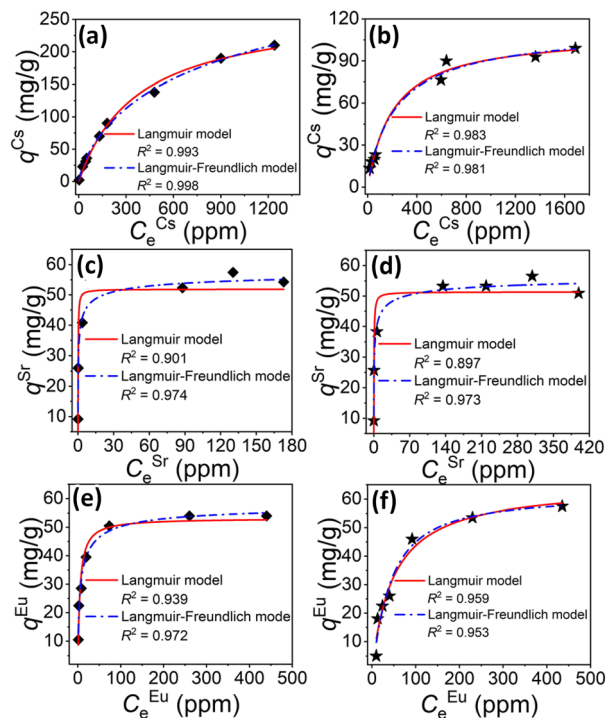 (a)
250
200
150
100
50
0
q^Cs (mg/g)
Langmuir model
R² = 0.993
Langmuir-Freundlich model
R² = 0.998
0 300 600 900 1200
C_e^Cs (ppm)
(b)
120
90
60
30
0
q^Cs (mg/g)
Langmuir model
R² = 0.983
Langmuir-Freundlich model
R² = 0.981
0 400 800 1200 1600
C_e^Cs (ppm)
(c)
60
50
40
30
20
10
q^Sr (mg/g)
Langmuir model
R² = 0.901
Langmuir-Freundlich model
R² = 0.974
0 30 60 90 120 150 180
C_e^Sr (ppm)
(d)
60
50
40
30
20
10
q^Sr (mg/g)
Langmuir model
R² = 0.897
Langmuir-Freundlich model
R² = 0.973
0 70 140 210 280 350 420
C_e^Sr (ppm)
(e)
60
50
40
30
20
10
q^Eu (mg/g)
Langmuir model
R² = 0.939
Langmuir-Freundlich model
R² = 0.972
0 100 200 300 400 500
C_e^Eu (ppm)
(f)
60
50
40
30
20
10
q^Eu (mg/g)
Langmuir model
R² = 0.959
Langmuir-Freundlich model
R² = 0.953
0 100 200 300 400 500
C_e^Eu (ppm)